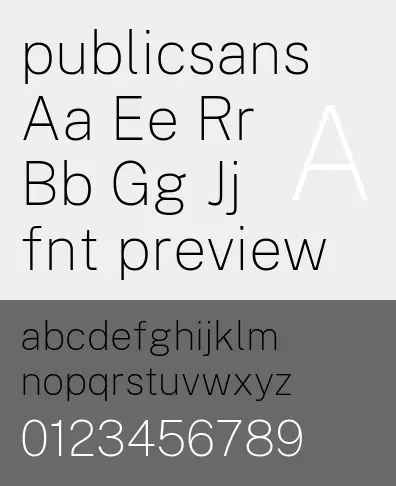 publicsans
Aa Ee Rr
A
Bb Gg Jj
fnt preview
abcdefghijklm
nopqrstuvwxyz
0123456789